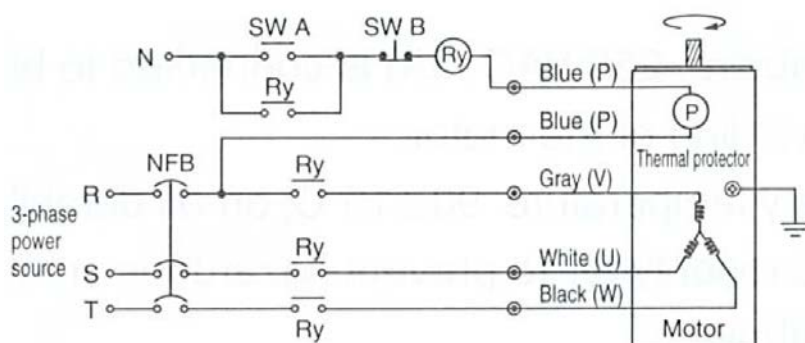 SW A SW B
N Ry Blue (P)
Ry
Blue (P) P
NFB Ry Thermal protector
R Gray (V)
3-phase
power
source
Ry White (U)
S
T Black (W)
Ry Motor